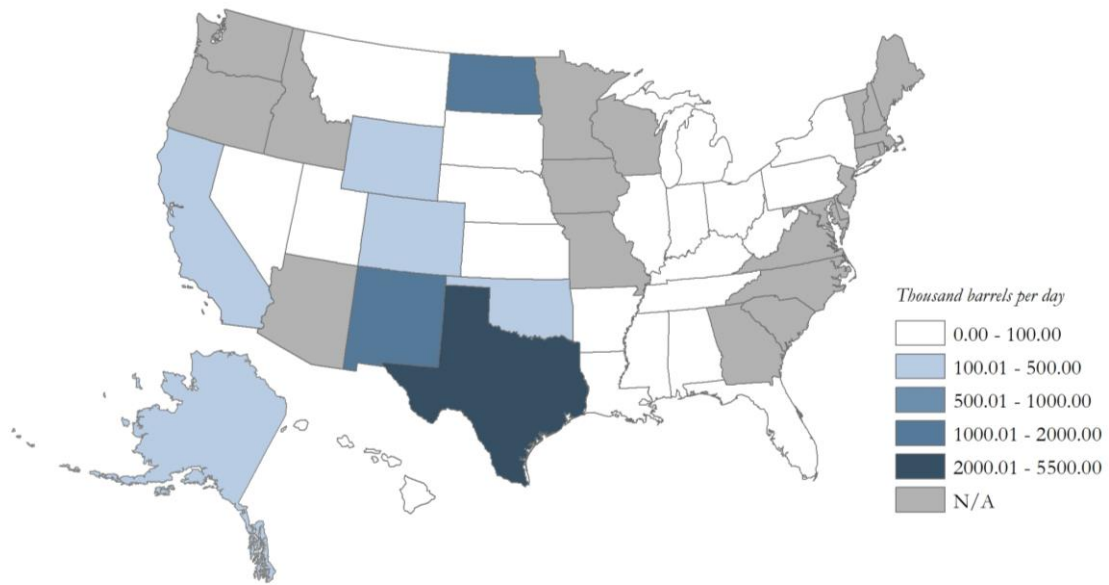 Thousand barrels per day
0.00 - 100.00
100.01 - 500.00
500.01 - 1000.00
1000.01 - 2000.00
2000.01 - 5500.00
N/A